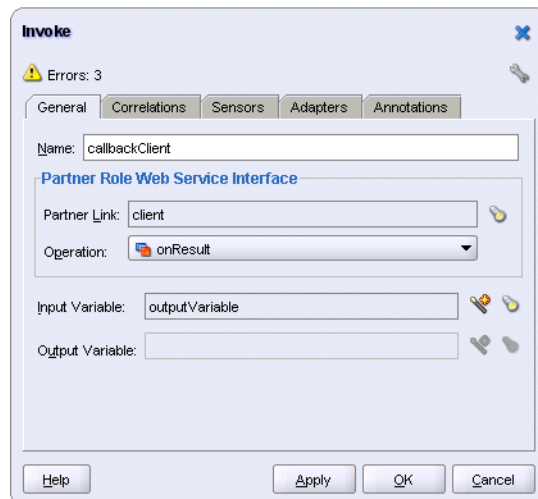 Invoke
Errors: 3
General Correlations Sensors Adapters Annotations
Name: callbackClient
Partner Role Web Service Interface
Partner Link: client
Operation: onResult
Input Variable: outputVariable
Output Variable:
Help Apply OK Cancel